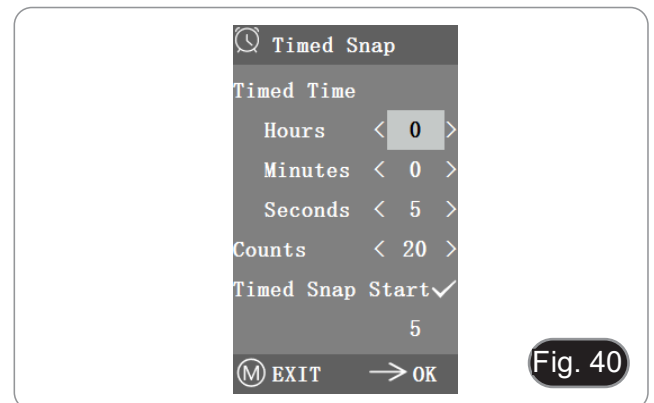 Timed Snap
Timed Time
Hours < 0 >
Minutes < 0 >
Seconds < 5 >
Counts < 20 >
Timed Snap Start✓
5
M EXIT → OK
Fig. 40